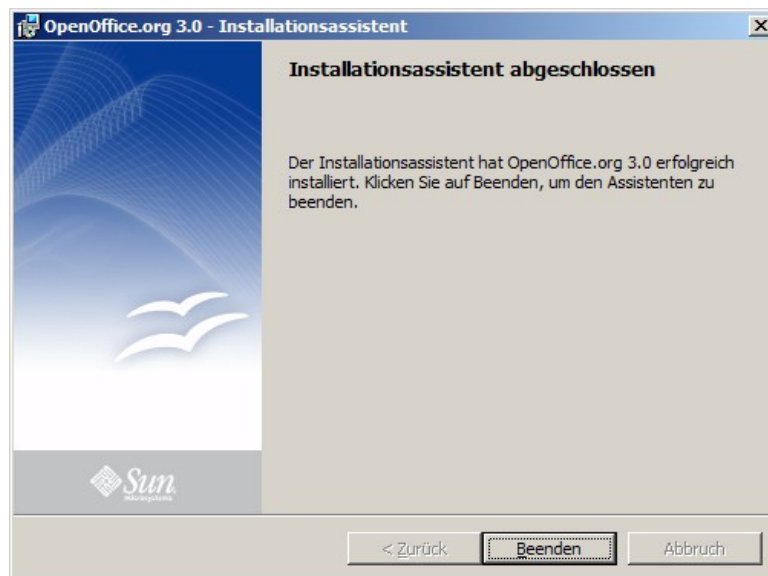 OpenOffice.org 3.0 - Installationsassistent
Installationsassistent abgeschlossen
Der Installationsassistent hat OpenOffice.org 3.0 erfolgreich
installiert. Klicken Sie auf Beenden, um den Assistenten zu
beenden.
Sun
microsystems
< Zurück
Beenden
Abbruch